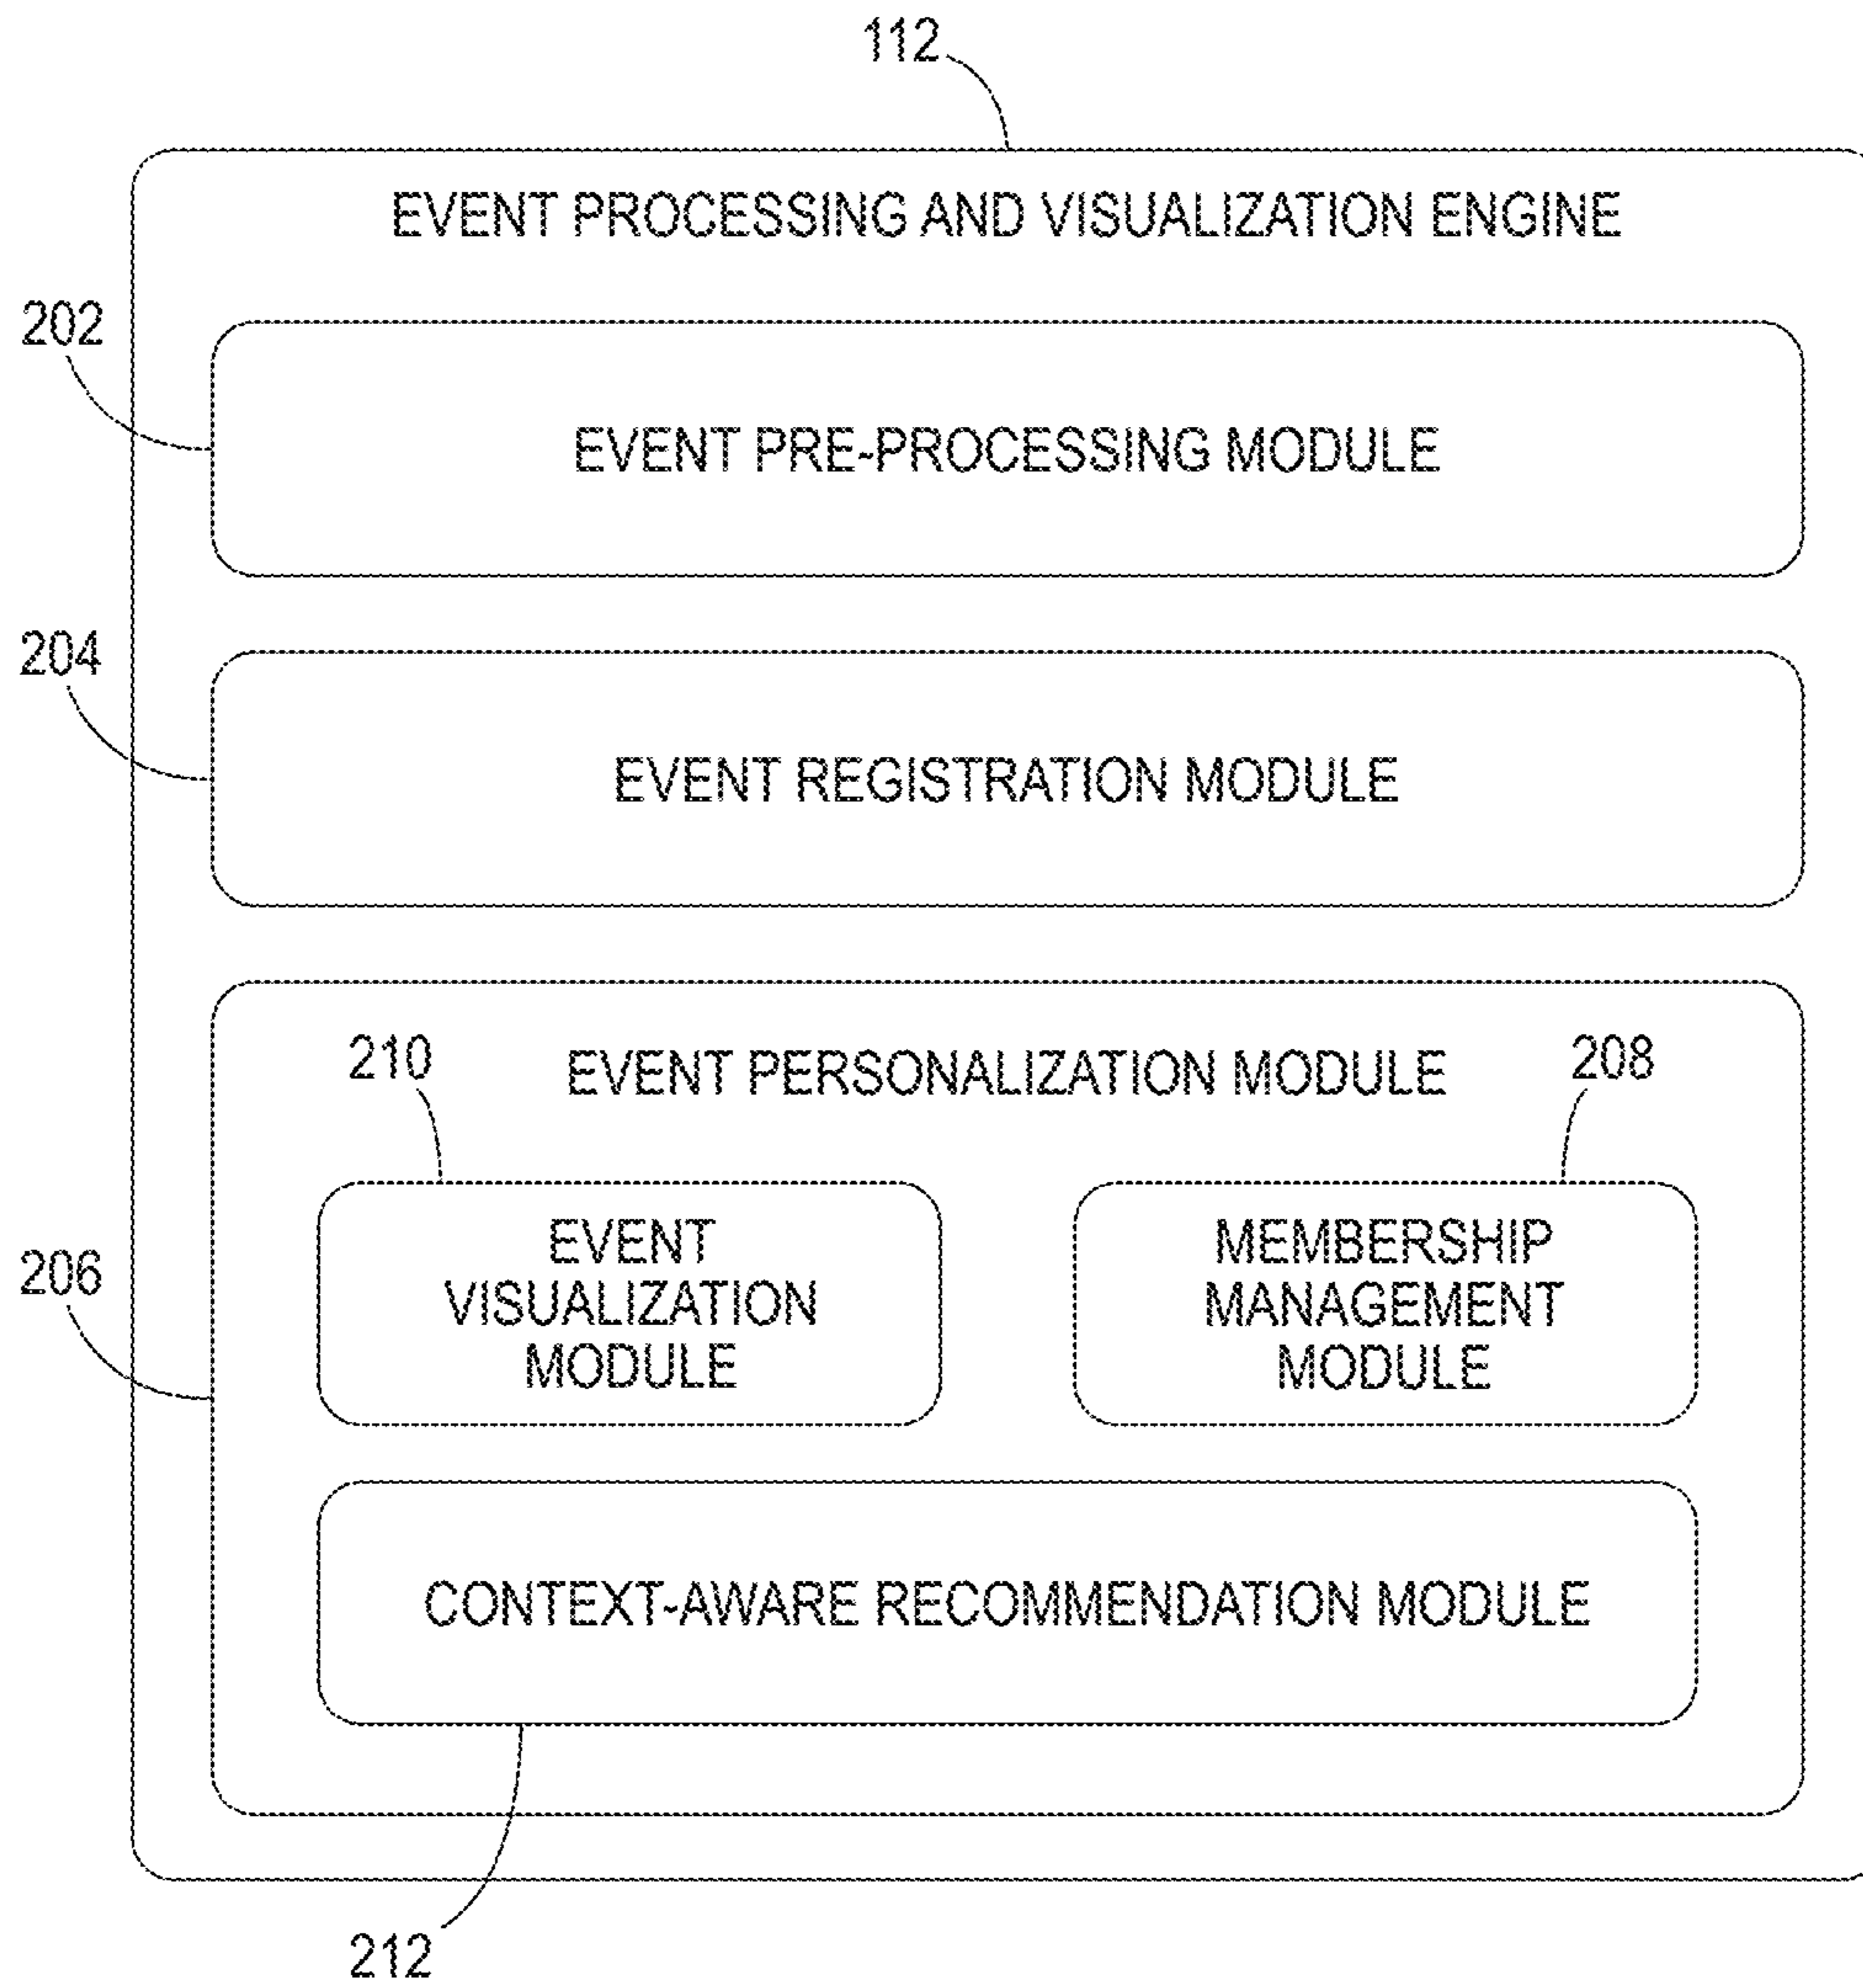 112
EVENT PROCESSING AND VISUALIZATION ENGINE
202
EVENT PRE-PROCESSING MODULE
204
EVENT REGISTRATION MODULE
210
EVENT PERSONALIZATION MODULE
208
206
EVENT
VISUALIZATION
MODULE
MEMBERSHIP
MANAGEMENT
MODULE
CONTEXT-AWARE RECOMMENDATION MODULE
212